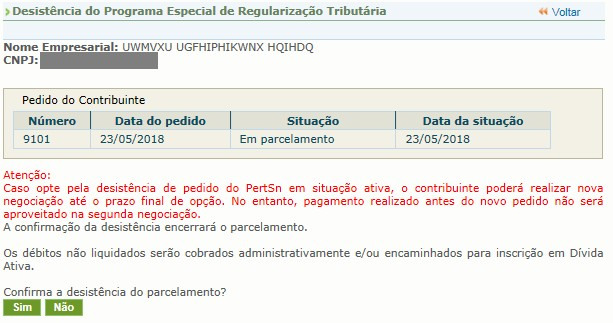 Desistência do Programa Especial de Regularização Tributária
Voltar
Nome Empresarial: UWMVXU UGFHIPHIKWNX HQIHDQ
CNPJ:
Pedido do Contribuinte
Número Data do pedido Situação Data da situação
9101 23/05/2018 Em parcelamento 23/05/2018
Atenção:
Caso opte pela desistência de pedido do PertSn em situação ativa, o contribuinte poderá realizar nova
negociação até o prazo final de opção. No entanto, pagamento realizado antes do novo pedido não será
aproveitado na segunda negociação.
A confirmação da desistência encerrará o parcelamento.
Os débitos não liquidados serão cobrados administrativamente e/ou encaminhados para inscrição em Dívida
Ativa.
Confirma a desistência do parcelamento?
Sim Não